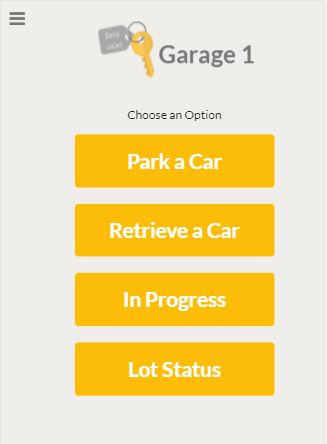 Easy
Valet
Garage 1
Choose an Option
Park a Car
Retrieve a Car
In Progress
Lot Status